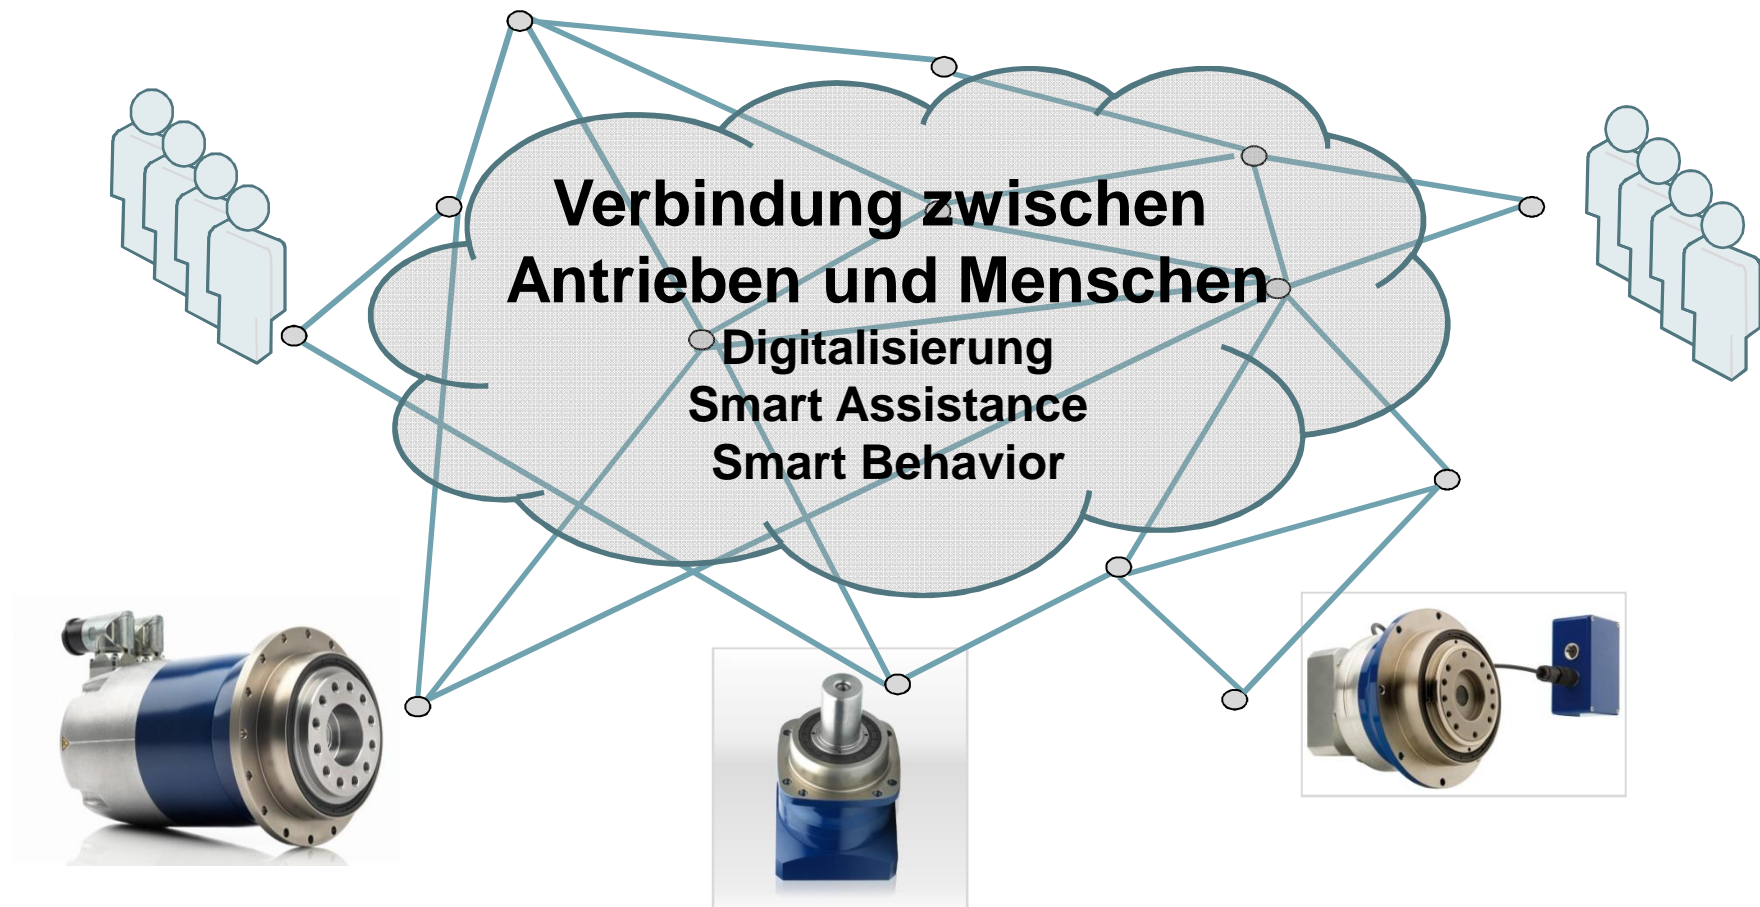 Verbindung zwischen
Antrieben und Menschen
Digitalisierung
Smart Assistance
Smart Behavior